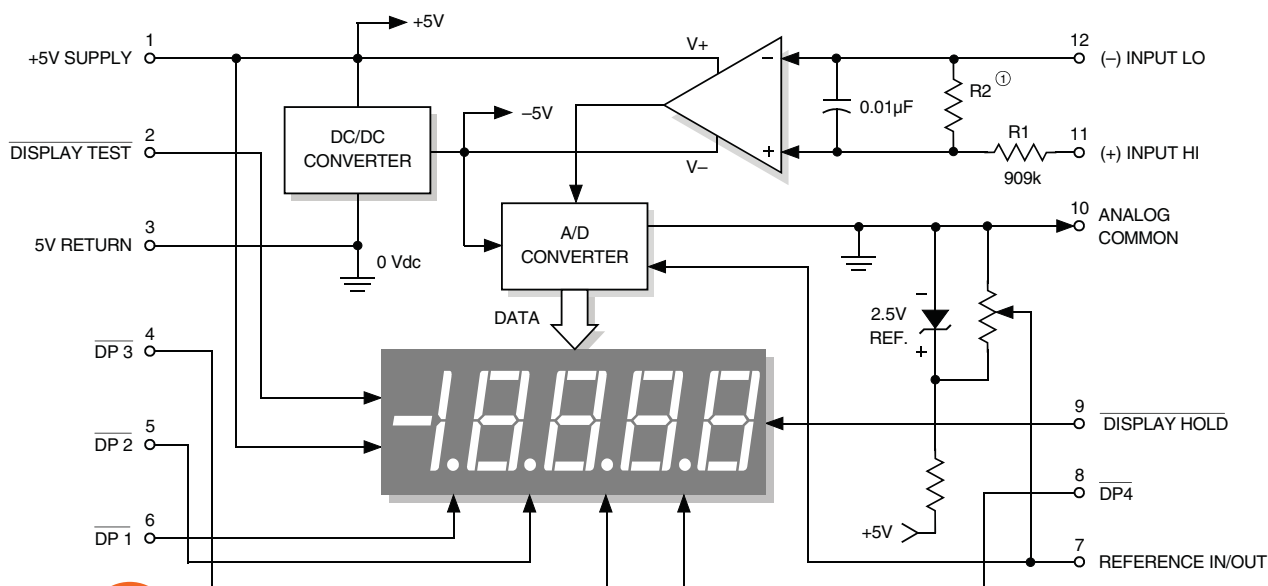 +5V
1
+5V SUPPLY
V+
12
(–) INPUT LO
R2 ①
0.01µF
–5V
DC/DC
CONVERTER
2
DISPLAY TEST
R1
909k
11
(+) INPUT HI
–
+
V–
3
5V RETURN
0 Vdc
A/D
CONVERTER
10
ANALOG
COMMON
DATA
–
2.5V
REF.
+
4
DP 3
-1.8.8.8.8
5
DP 2
9
DISPLAY HOLD
8
DP4
6
DP 1
+5V
7
REFERENCE IN/OUT